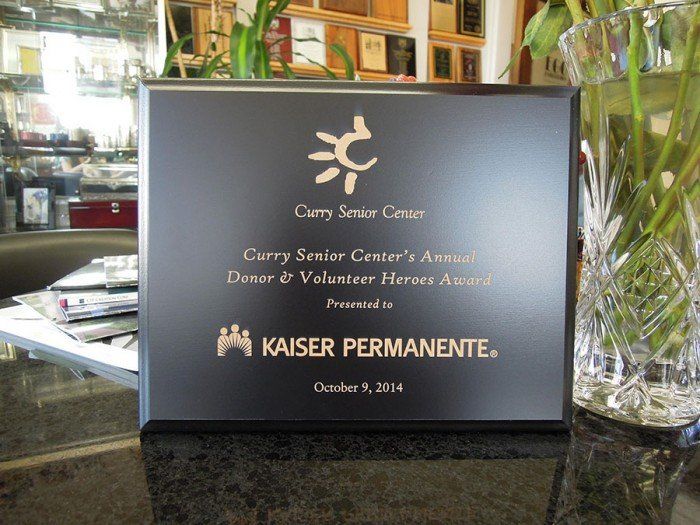 Curry Senior Center
Curry Senior Center's Annual
Donor & Volunteer Heroes Award
Presented to
KAISER PERMANENTE®
October 9, 2014